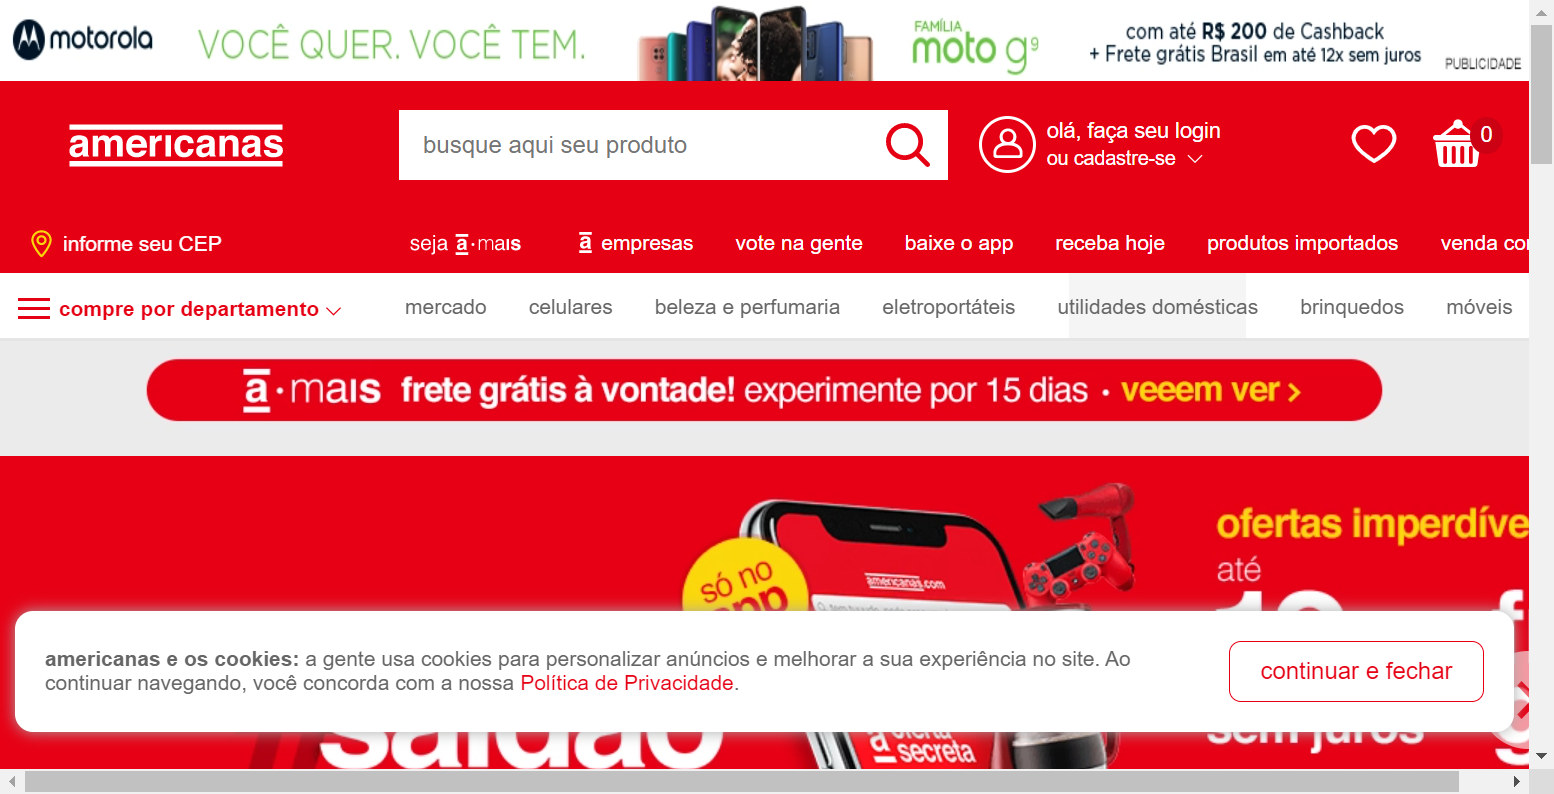 motorola
VOCÊ QUER. VOCÊ TEM.
FAMÍLIA
moto g9
com até R$ 200 de Cashback
+ Frete grátis Brasil em até 12x sem juros
PUBLICIDADE
americanas
busque aqui seu produto
olá, faça seu login
ou cadastre-se
0
informe seu CEP
seja a·mais
a empresas
vote na gente
baixe o app
receba hoje
produtos importados
venda
compre por departamento
mercado
celulares
beleza e perfumaria
eletroportáteis
utilidades domésticas
brinquedos
móveis
a·mais frete grátis à vontade! experimente por 15 dias · veeem ver >
só no
app
americanas.com
ofertas
até
americanas e os cookies: a gente usa cookies para personalizar anúncios e melhorar a sua experiência no site. Ao
continuar navegando, você concorda com a nossa Política de Privacidade.
continuar e fechar
saldão
a oferta
secreta
sem juros